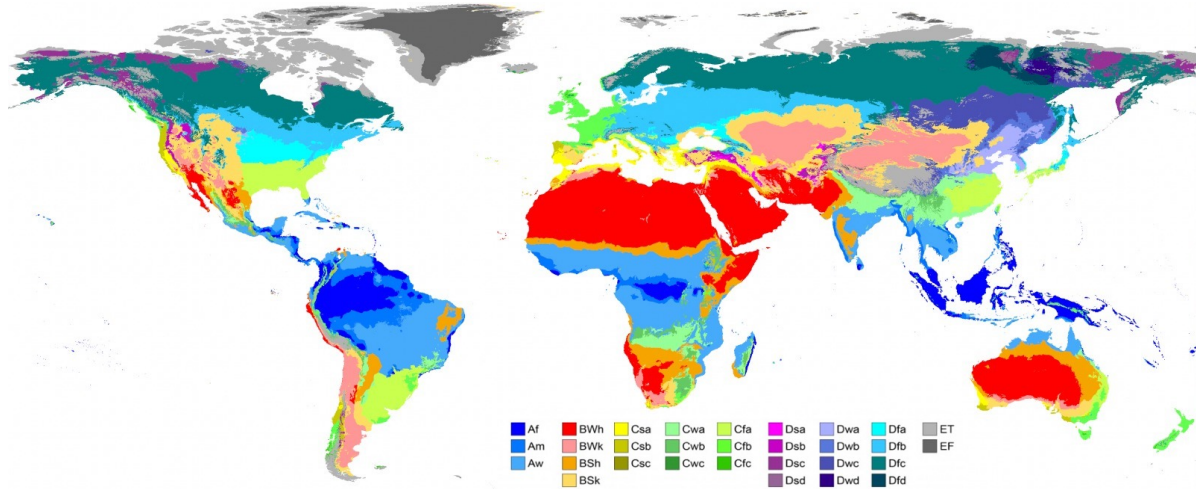 Af BWh Csa Cwa Cfa Dsa Dwa Dfa ET
Am BWk Csb Cwb Cfb Dsb Dwb Dfb EF
Aw BSh Csc Cwc Cfc Dsc Dwc Dfc
BSk Dsd Dwd Dfd